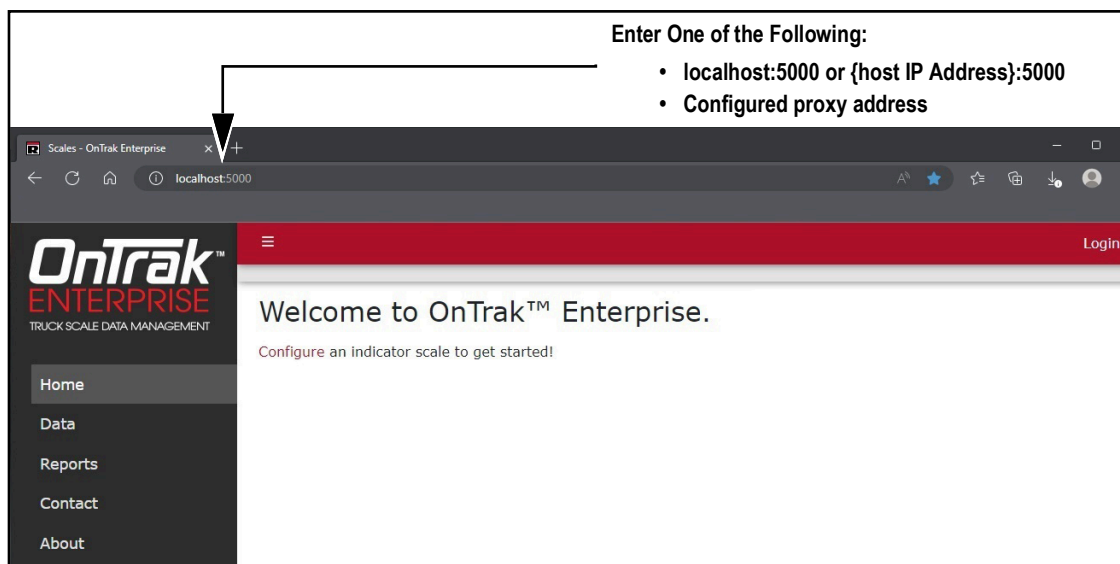 Enter One of the Following:
• localhost:5000 or {host IP Address}:5000
• Configured proxy address
Scales - OnTrak Enterprise
localhost:5000
OnTrak™
ENTERPRISE
TRUCK SCALE DATA MANAGEMENT
Login
Welcome to OnTrak™ Enterprise.
Configure an indicator scale to get started!
Home
Data
Reports
Contact
About